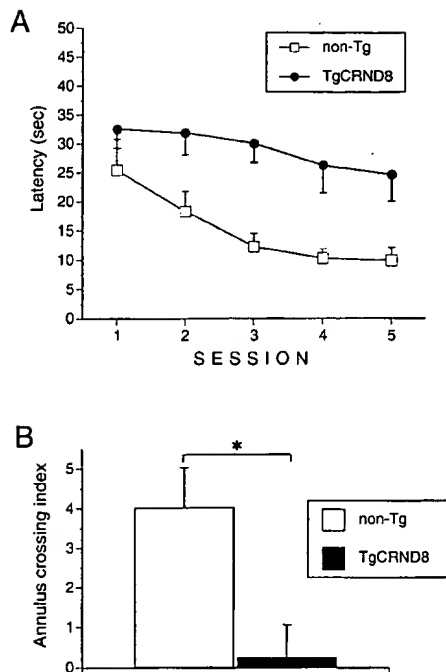 A
50
45
40
35
30
25
20
15
10
5
0
Latency (sec)
non-Tg
TgCRND8
1 2 3 4 5
SESSION
B
5
4
3
2
1
0
Annulus crossing index
*
non-Tg
TgCRND8